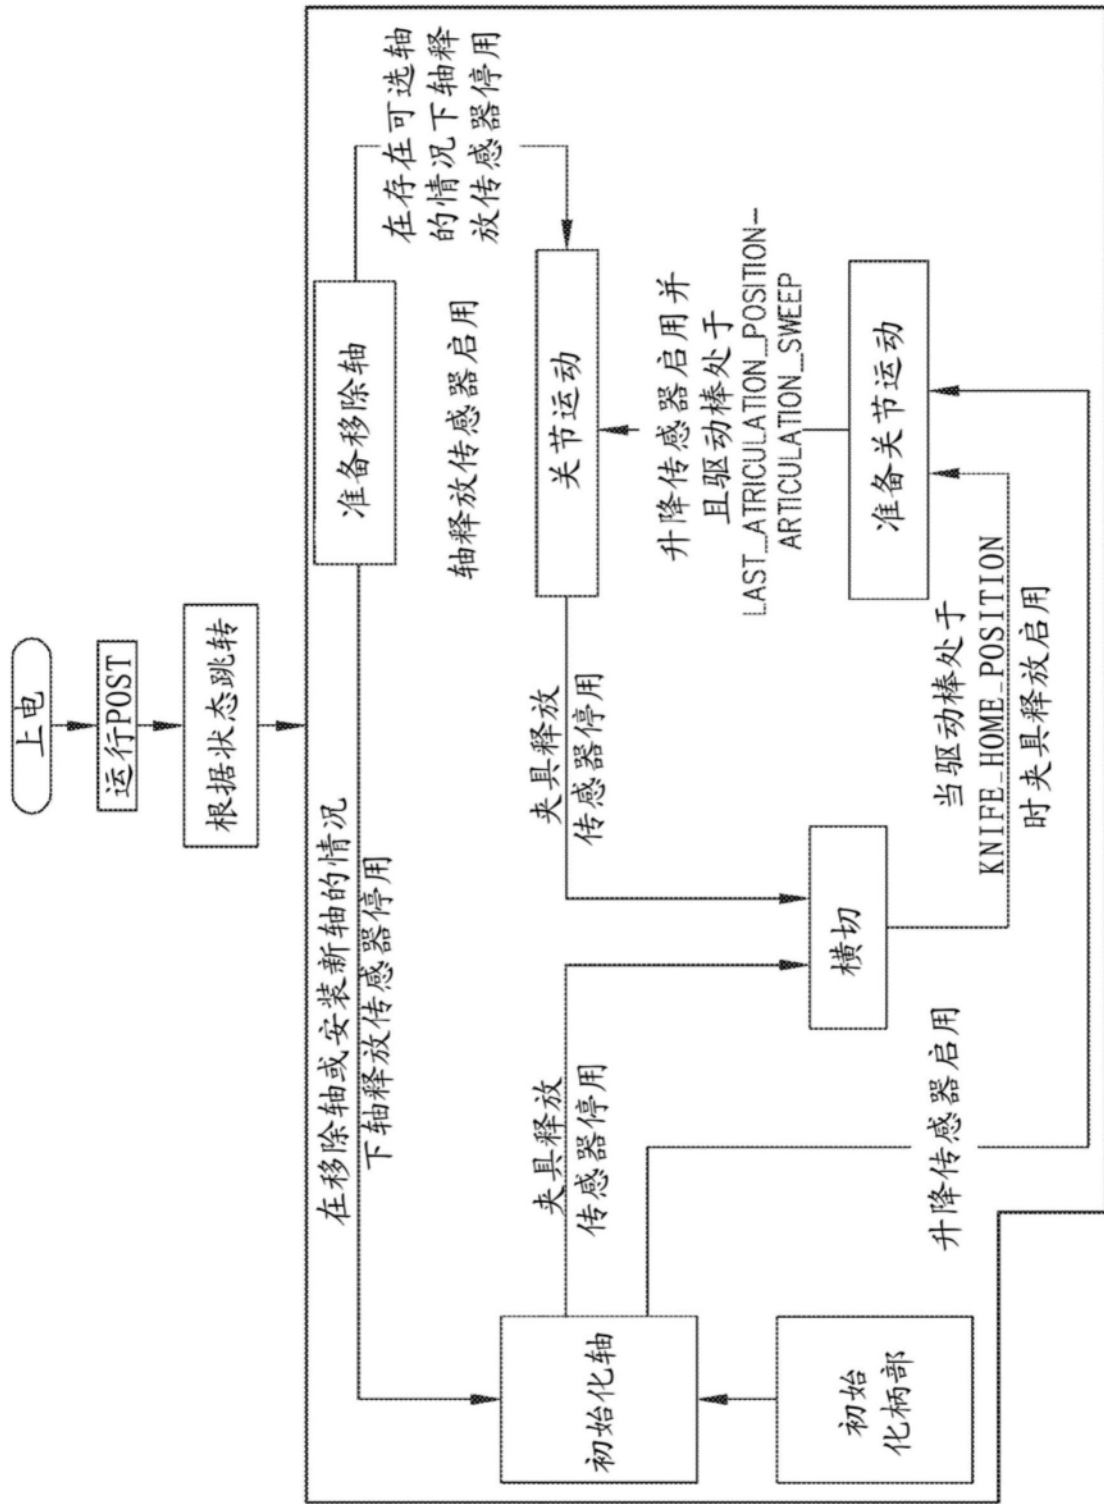 上电
运行POST
根据状态跳转
在移除轴或安装新轴的情况
下轴释放传感器停用
准备移除轴
在存在可选轴
的情况下轴释
放传感器停用
轴释放传感器启用
初始化轴
夹具释放
传感器停用
夹具释放
传感器停用
关节运动
升降传感器启用并
且驱动棒处于
LAST_ATRICULATION_POSITION-
ARTICULATION_SWEEP
初始
化柄部
横切
准备关节运动
升降传感器启用
当驱动棒处于
KNIFE_HOME_POSITION
时夹具释放启用